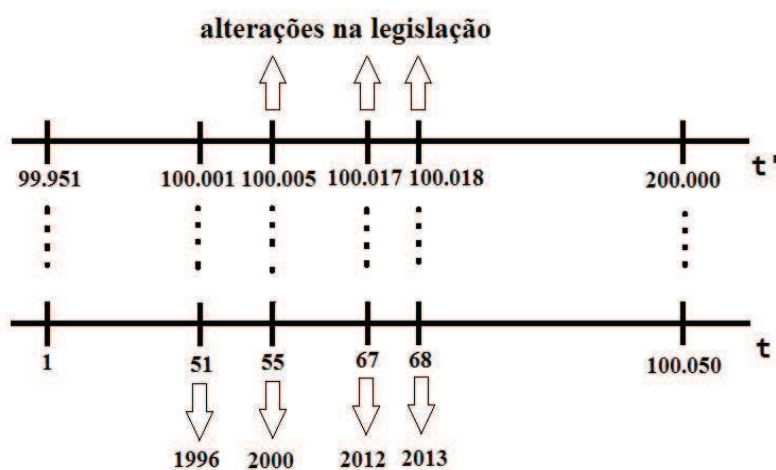 alterações na legislação
99.951 100.001 100.005 100.017 100.018 200.000 t'
1 51 55 67 68 100.050 t
1996 2000 2012 2013